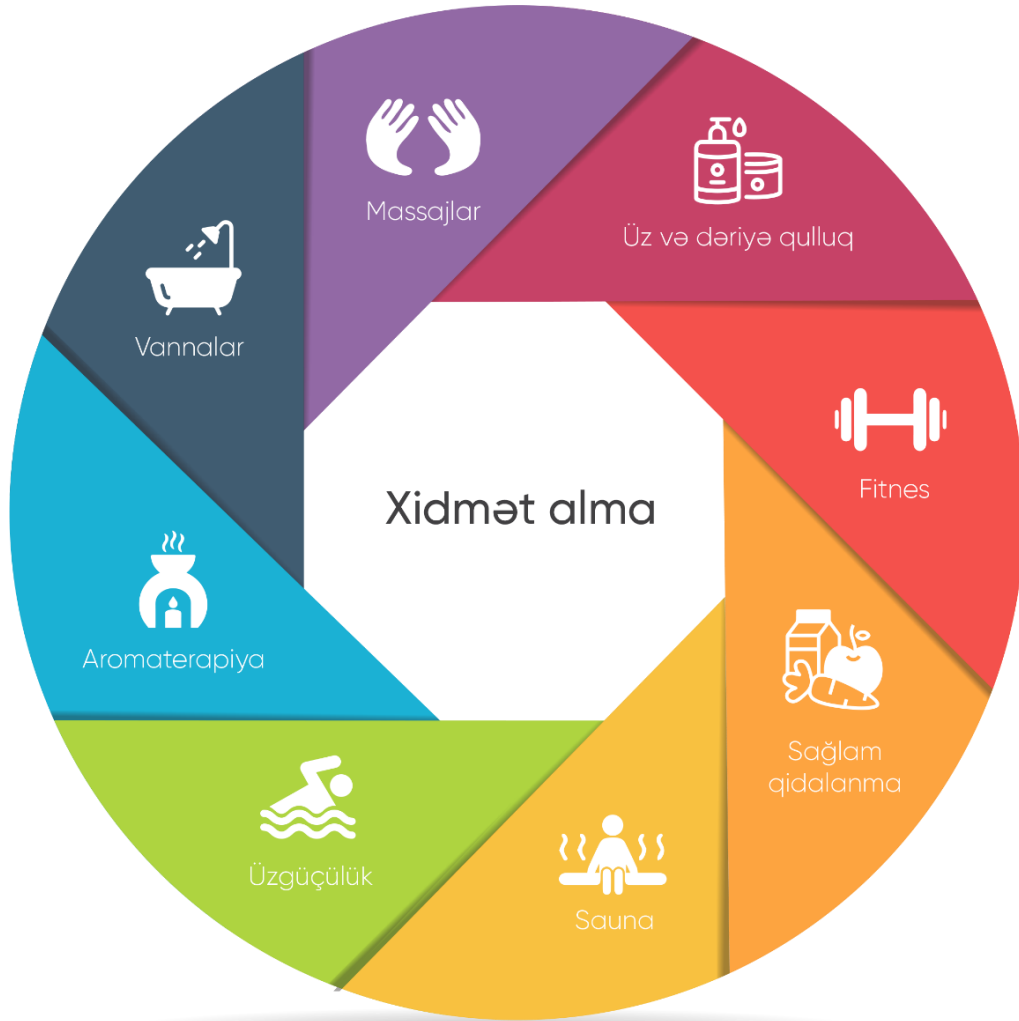 Massajlar
Üz və dəriyə qulluq
Vannalar
Fitnes
Xidmət alma
Aromaterapiya
Sağlam
qidalanma
Üzgüçülük
Sauna